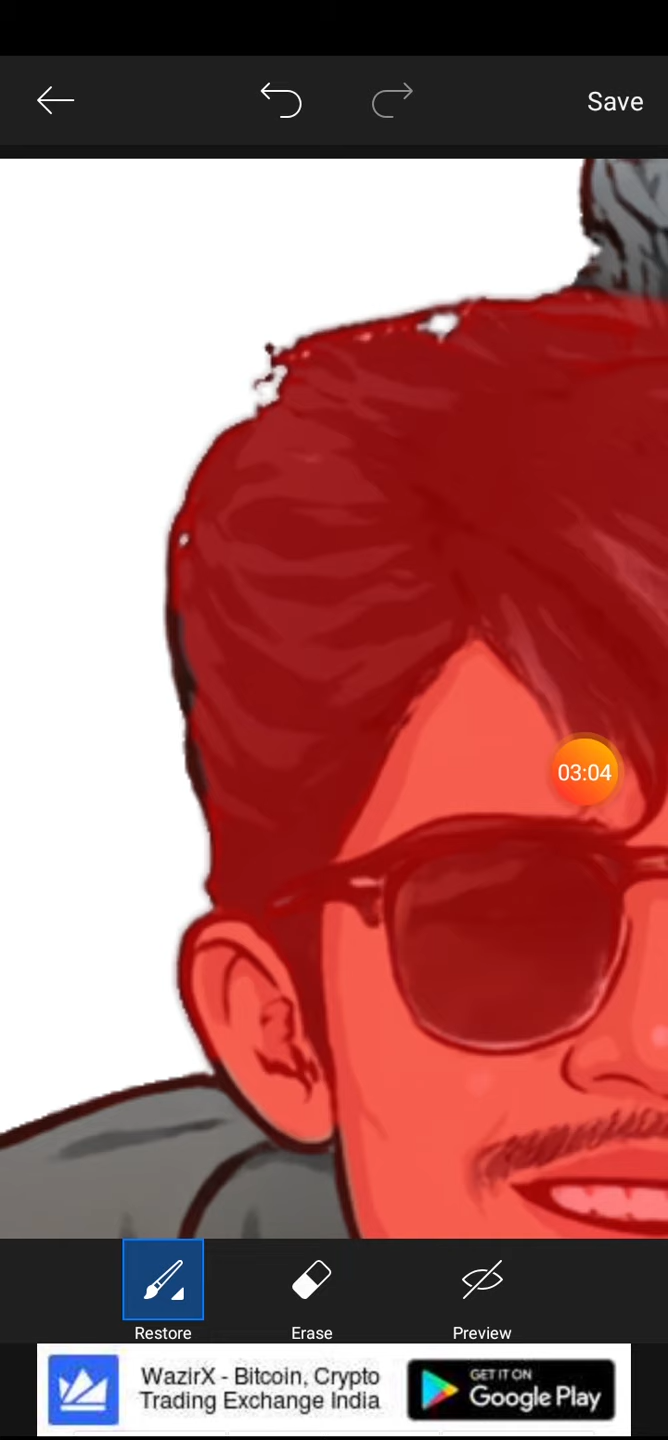 Save
03:04
Restore
Erase
Preview
WazirX - Bitcoin, Crypto
Trading Exchange India
GET IT ON
Google Play